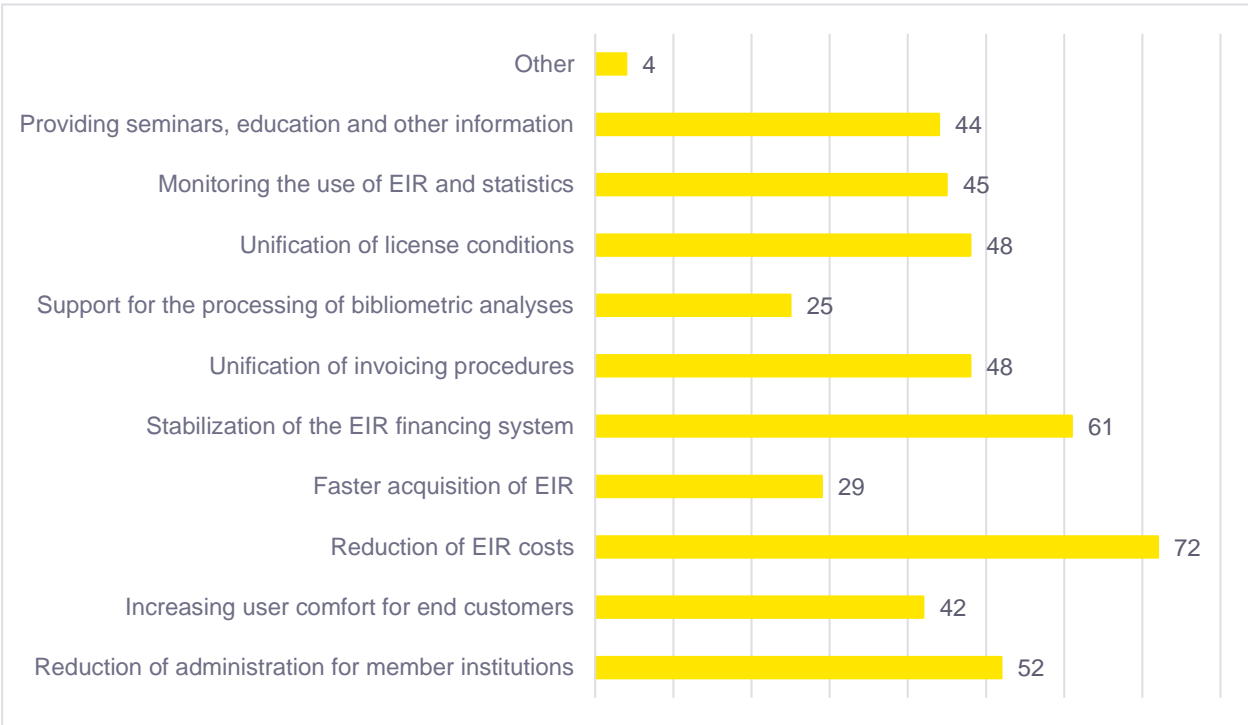 Other
4
Providing seminars, education and other information
44
Monitoring the use of EIR and statistics
45
Unification of license conditions
48
Support for the processing of bibliometric analyses
25
Unification of invoicing procedures
48
Stabilization of the EIR financing system
61
Faster acquisition of EIR
29
Reduction of EIR costs
72
Increasing user comfort for end customers
42
Reduction of administration for member institutions
52